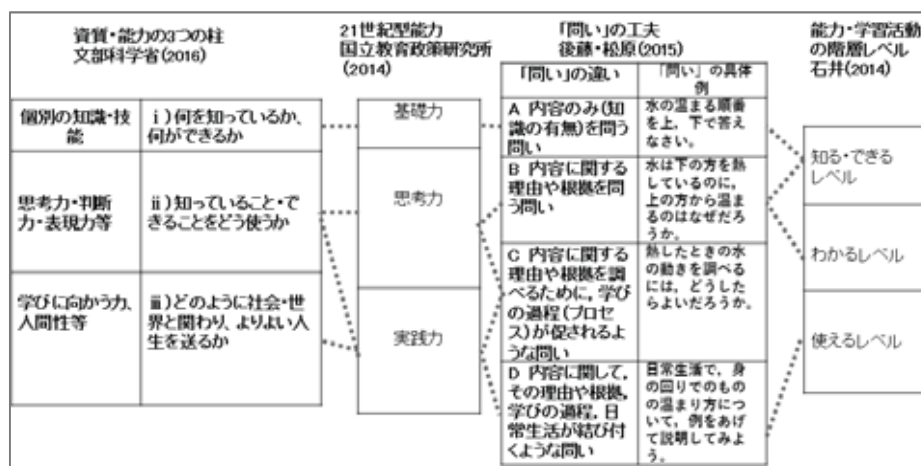 資質・能力の3つの柱
文部科学省(2016)
個別の知識・技
能
ⅰ)何を知っているか、
何ができるか
思考力・判断
力・表現力等
ⅱ)知っていること・で
きることをどう使うか
学びに向かう力、
人間性等
ⅲ)どのように社会・世
界と関わり、よりよい人
生を送るか
21世紀型能力
国立教育政策研究所
(2014)
基礎力
思考力
実践力
「問い」の工夫
後藤・松原(2015)
「問い」の違い
「問い」の具体
例
A 内容のみ(知
識の有無)を問う
問い
水の温まる順番
を上，下で答え
なさい。
B 内容に関する
理由や根拠を問
う問い
水は下の方を熱
しているのに，
上の方から温ま
るのはなぜだろ
うか。
C 内容に関する
理由や根拠を調
べるために，学び
の過程(プロセ
ス)が促されるよ
うな問い
熱したときの水
の動きを調べる
には，どうした
らよいだろうか。
D 内容に関して，
その理由や根拠，
学びの過程，日
常生活が結び付
くような問い
日常生活で，身
の回りでのもの
の温まり方につ
いて，例をあげ
て説明してみよ
う。
能力・学習活動
の階層レベル
石井(2014)
知る・できる
レベル
わかるレベル
使えるレベル